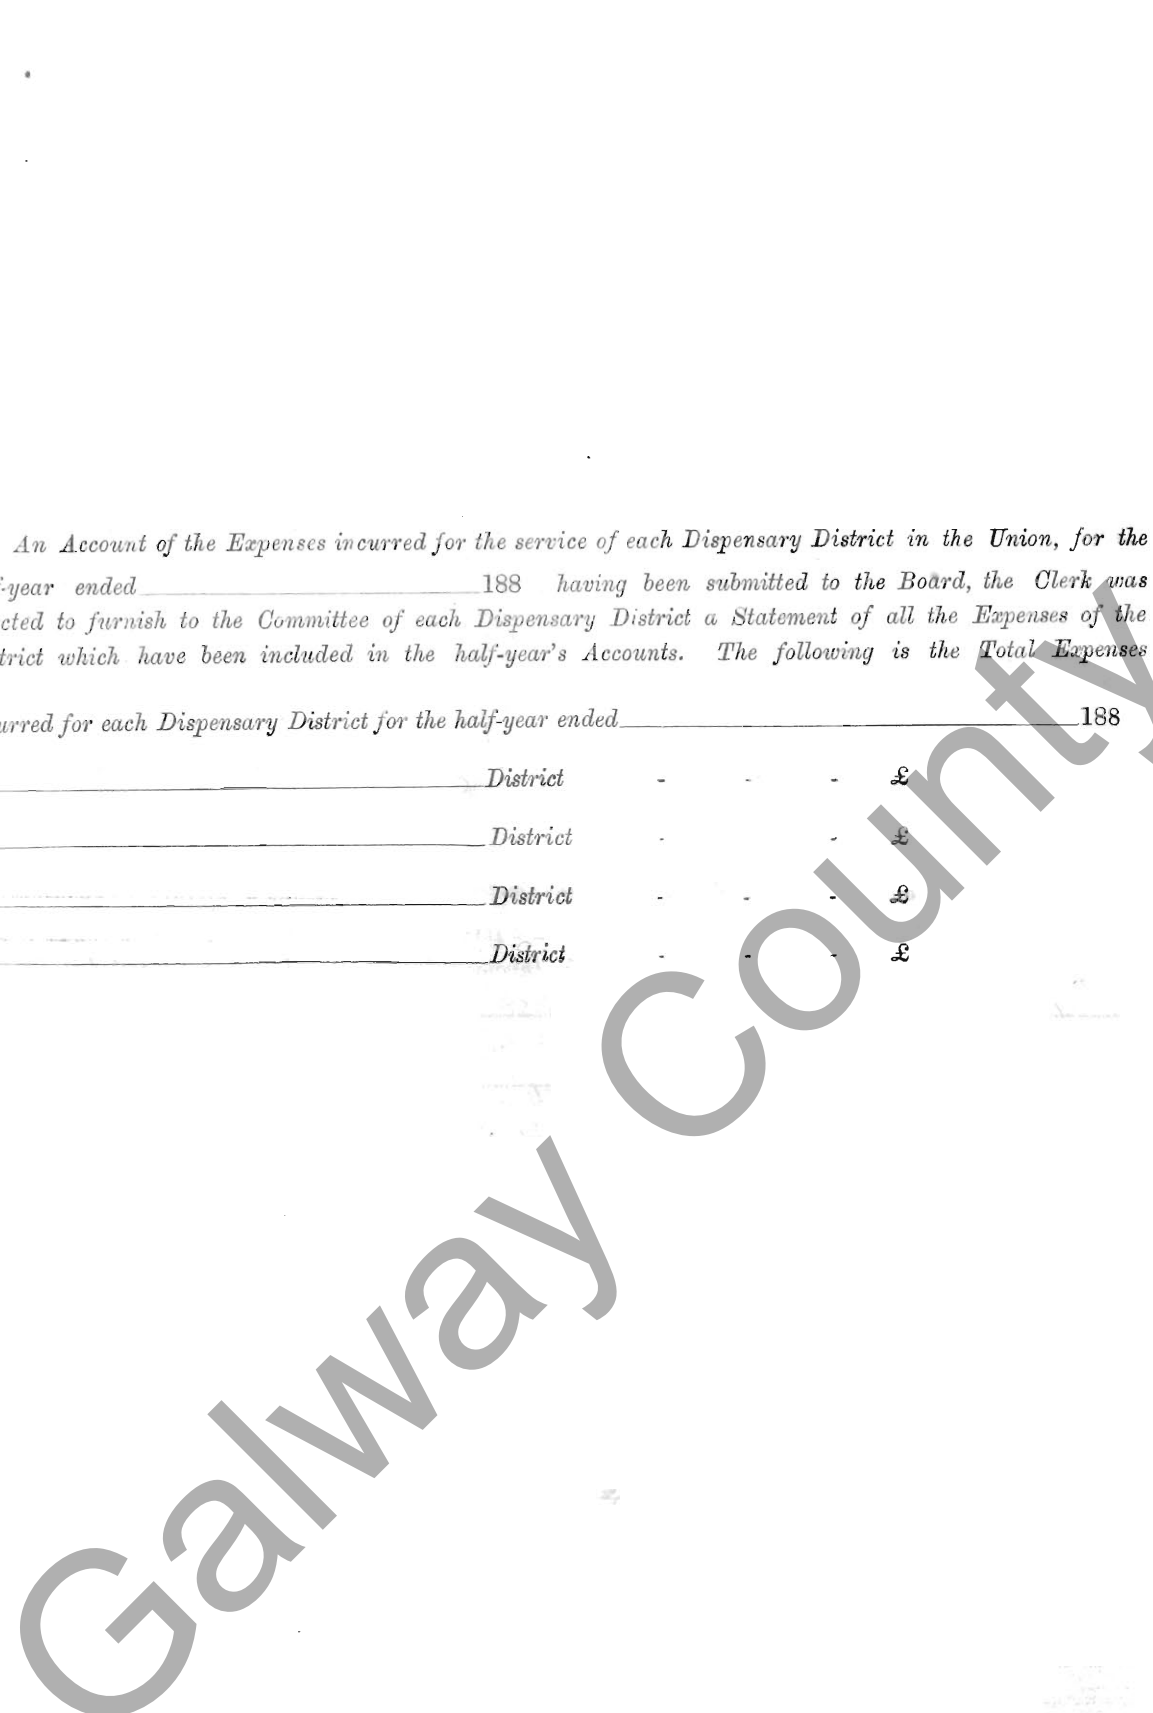 An Account of the Expenses incurred for the service of each Dispensary District in the Union, for the
-year ended 188 having been submitted to the Board, the Clerk was
cted to furnish to the Committee of each Dispensary District a Statement of all the Expenses of the
trict which have been included in the half-year's Accounts. The following is the Total Expenses
urred for each Dispensary District for the half-year ended 188
District - - - £
District - - £
District - - - £
District - - - £
Galway County